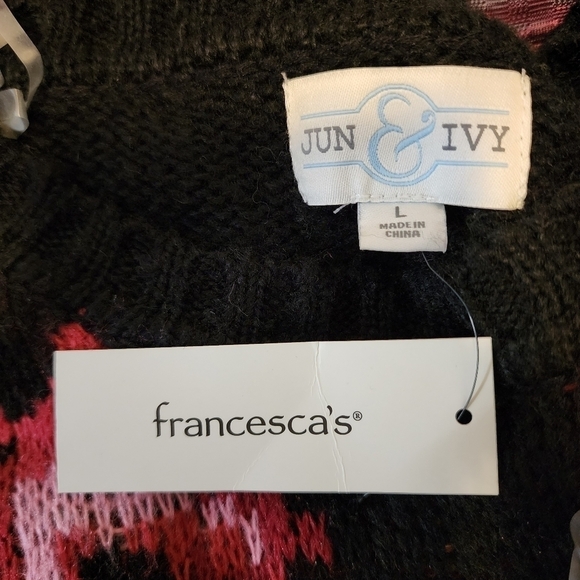 JUN & IVY
L
MADE IN
CHINA
francesca's®